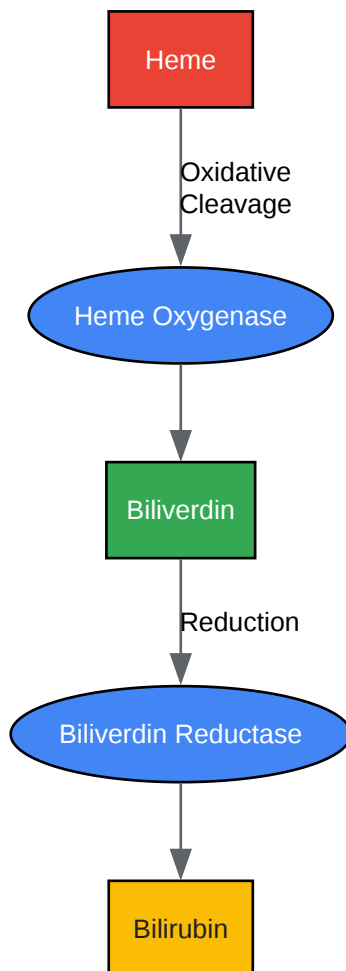 Heme
Oxidative
Cleavage
Heme Oxygenase
Biliverdin
Reduction
Biliverdin Reductase
Bilirubin